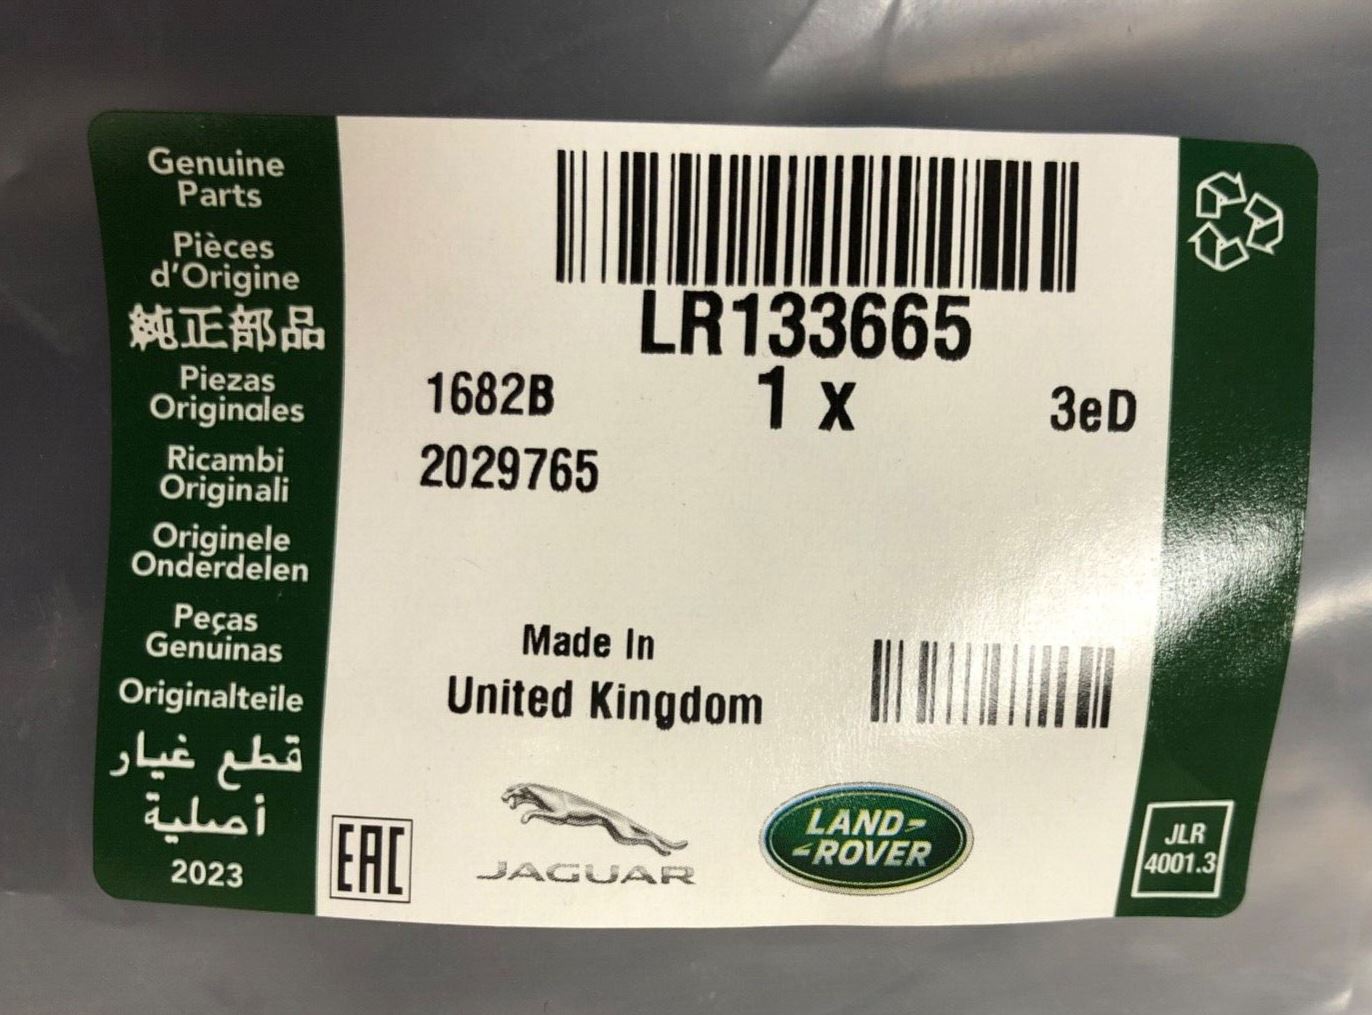 Genuine
Parts
Pièces
d'Origine
純正部品
Piezas
Originales
Ricambi
Originali
Originele
Onderdelen
Peças
Genuinas
Originalteile
قطع غيار
أصلية
2023
LR133665
1682B
1 x
3eD
2029765
Made In
United Kingdom
EAC
JAGUAR
LAND-
-ROVER
JLR
4001.3